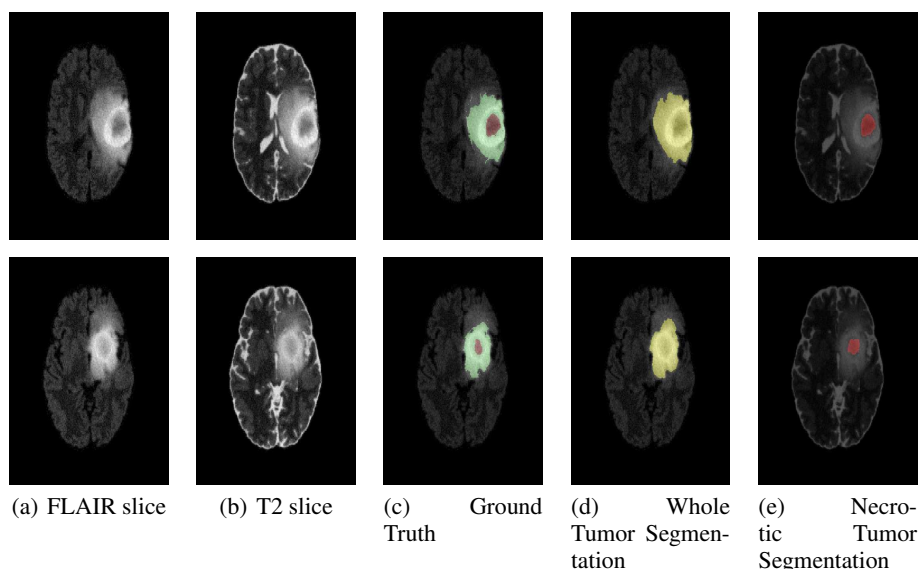 (a) FLAIR slice
(b) T2 slice
(c) Ground
Truth
(d) Whole
Tumor Segmen-
tation
(e) Necro-
tic Tumor
Segmentation